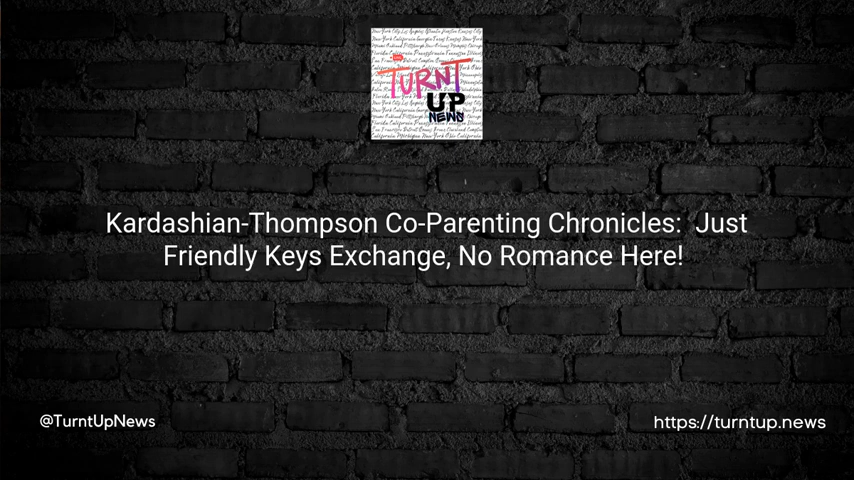 TURNT
UP
NEWS
Kardashian-Thompson Co-Parenting Chronicles:  Just
Friendly Keys Exchange, No Romance Here!
@TurntUpNews
https://turntup.news